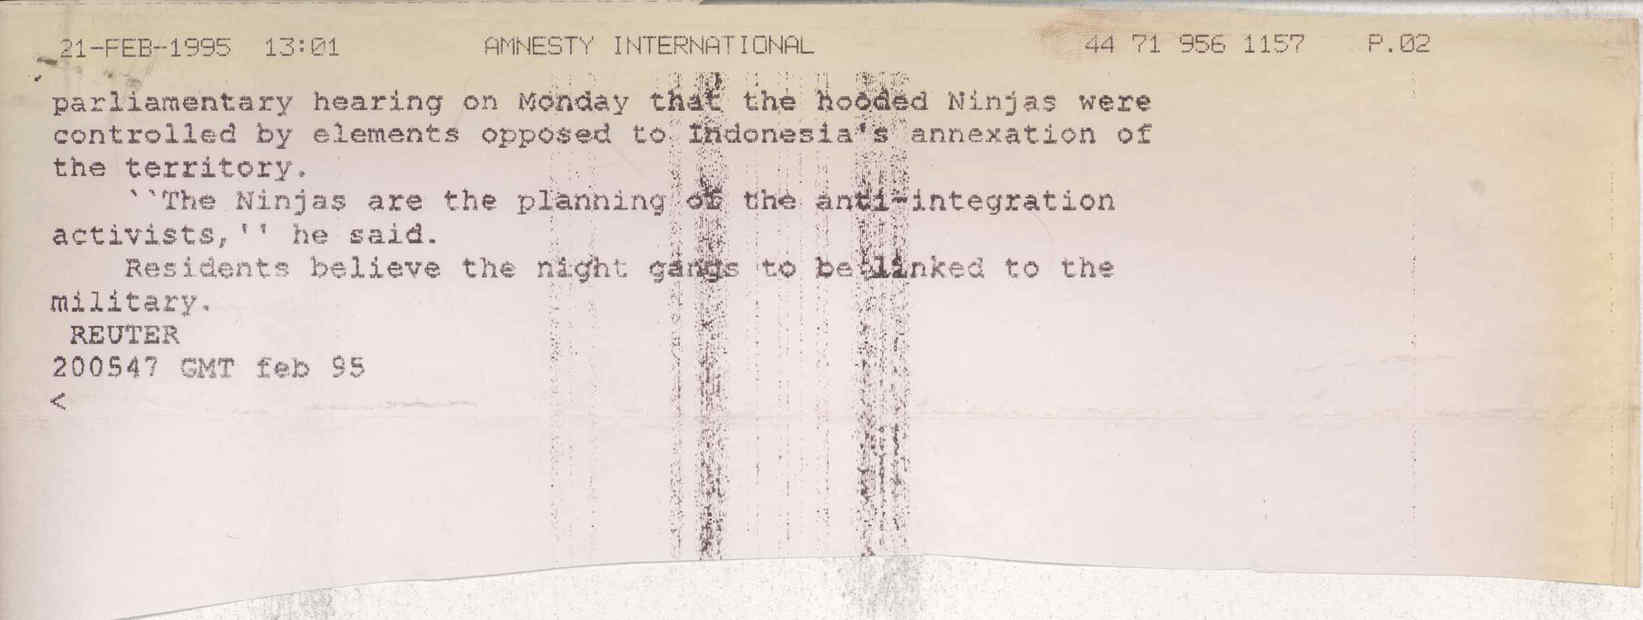 21-FEB-1995 13:01 AMNESTY INTERNATIONAL 44 71 956 1157 P.02
parliamentary hearing on Monday that the hooded Ninjas were
controlled by elements opposed to Indonesia's annexation of
the territory.
``The Ninjas are the planning of the anti-integration
activists,'' he said.
Residents believe the night gangs to be linked to the
military.
REUTER
200547 GMT feb 95
<